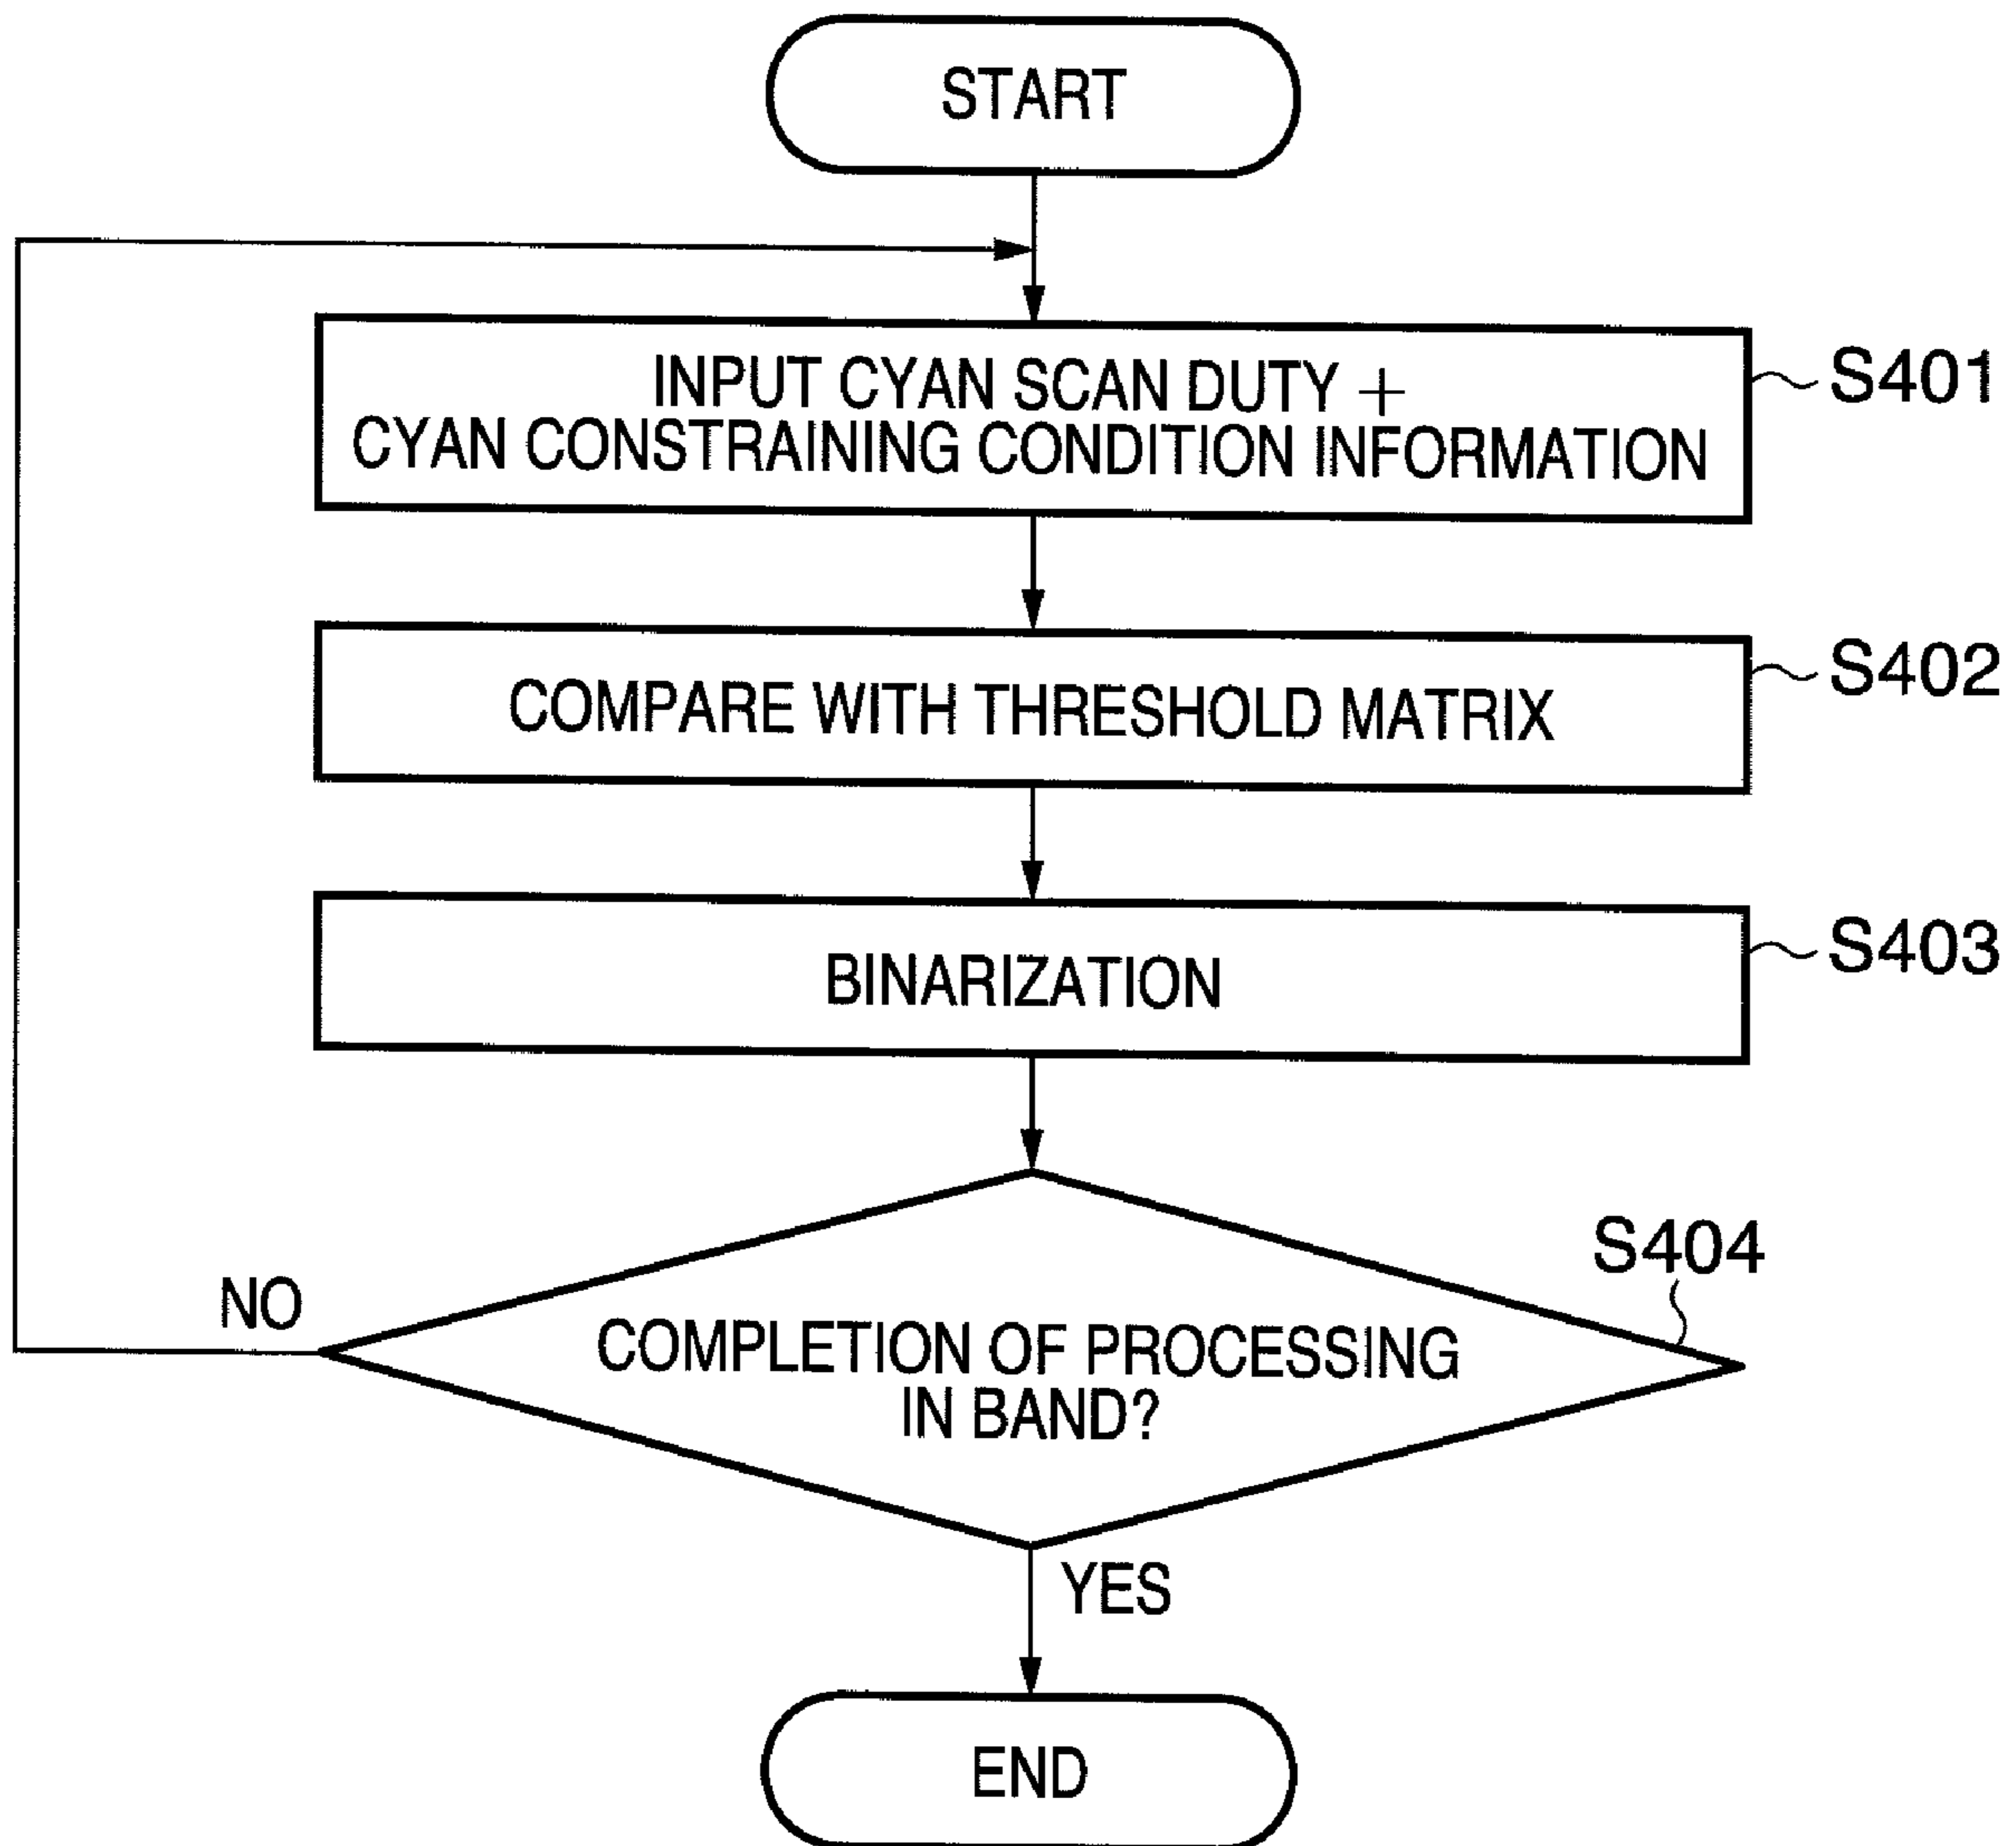 START
INPUT CYAN SCAN DUTY +
CYAN CONSTRAINING CONDITION INFORMATION
S401
COMPARE WITH THRESHOLD MATRIX
S402
BINARIZATION
S403
S404
NO
COMPLETION OF PROCESSING
IN BAND?
YES
END